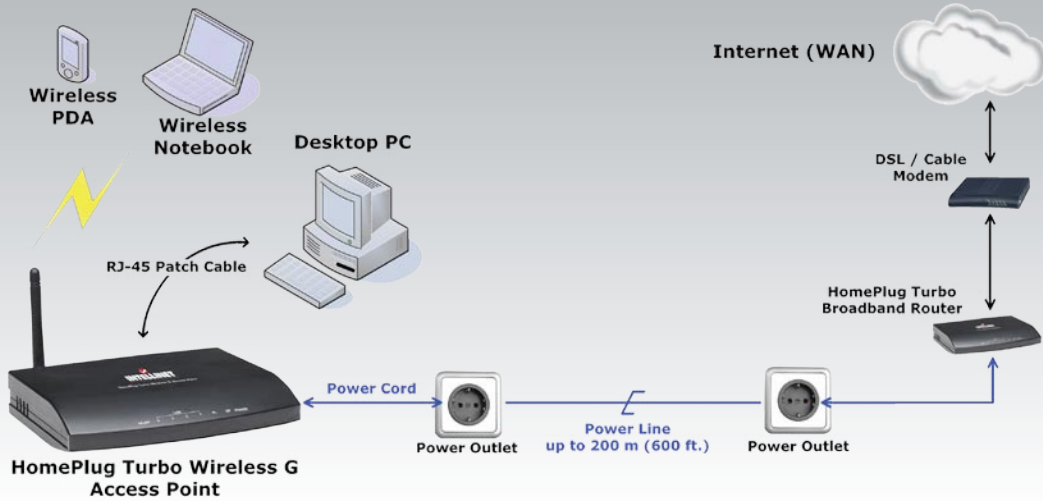 Internet (WAN)
Wireless
PDA
Wireless
Notebook
Desktop PC
DSL / Cable
Modem
RJ-45 Patch Cable
HomePlug Turbo
Broadband Router
INTELLINET
Power Cord
Power Outlet
Power Line
up to 200 m (600 ft.)
Power Outlet
HomePlug Turbo Wireless G
Access Point